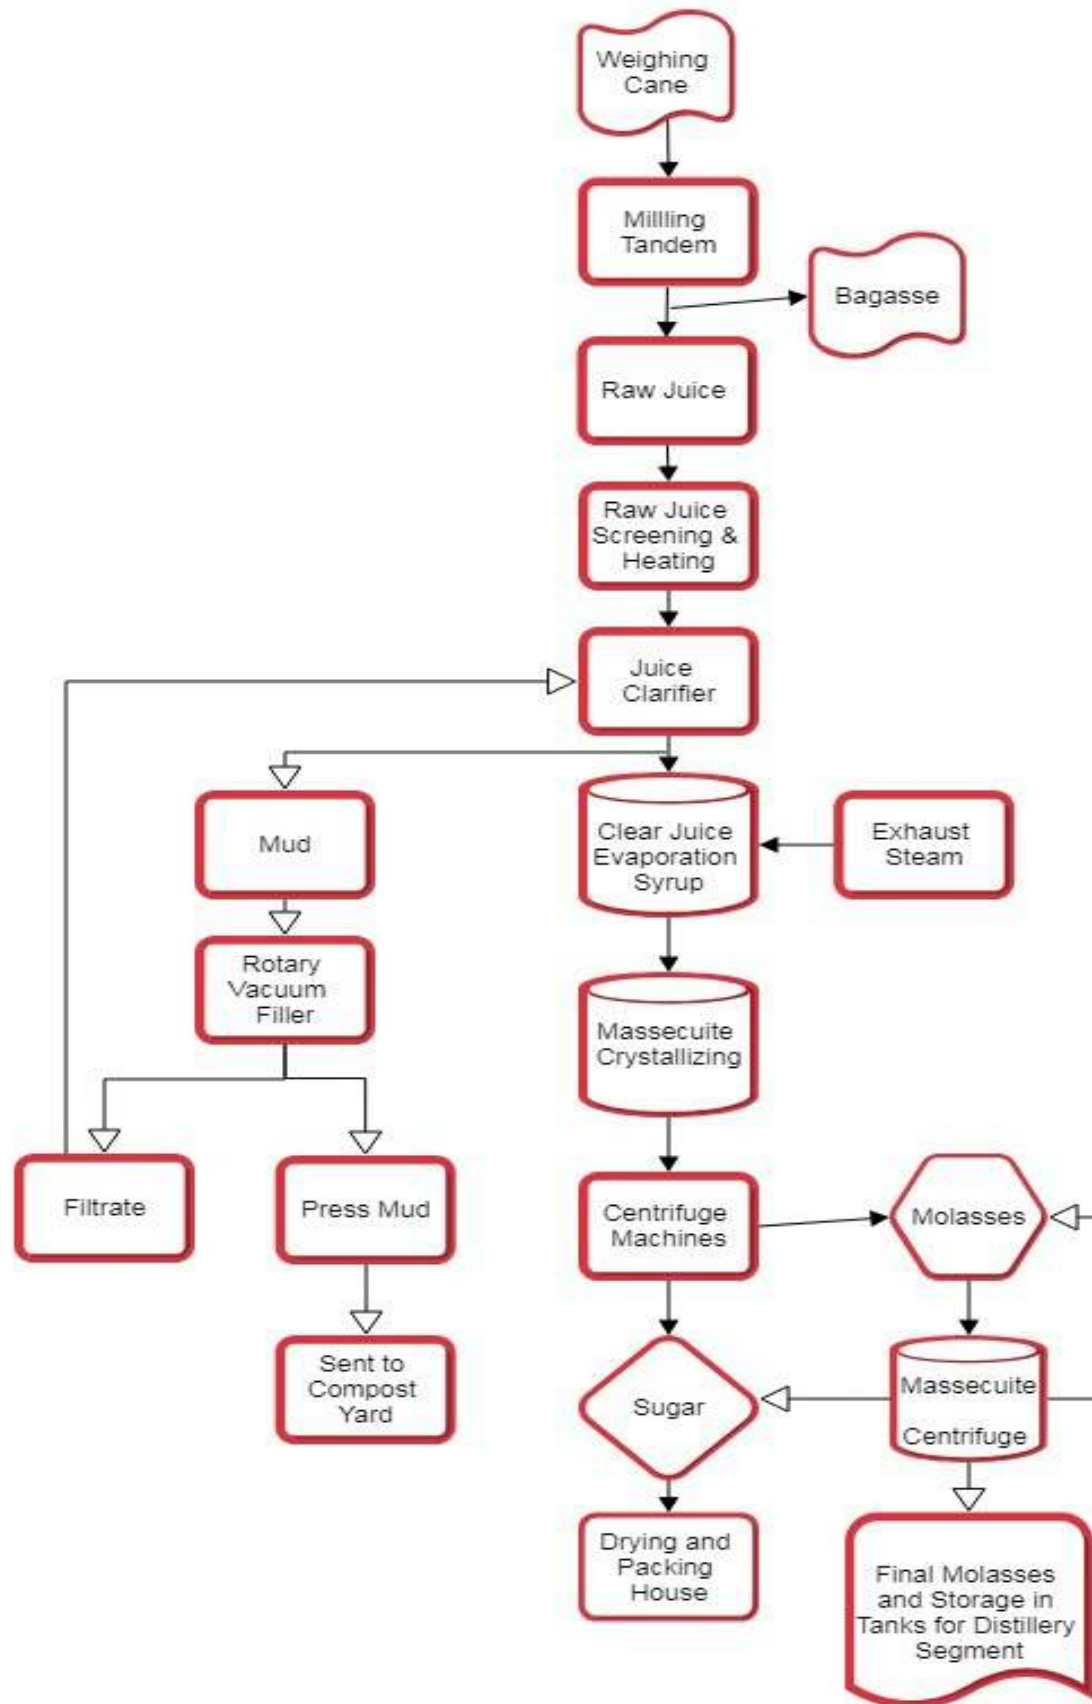 Weighing
Cane
Millling
Tandem
Bagasse
Raw Juice
Raw Juice
Screening &
Heating
Juice
Clarifier
Mud
Clear Juice
Evaporation
Syrup
Exhaust
Steam
Rotary
Vacuum
Filler
Massecuite
Crystallizing
Filtrate
Press Mud
Centrifuge
Machines
Molasses
Sent to
Compost
Yard
Sugar
Massecuite
Centrifuge
Drying and
Packing
House
Final Molasses
and Storage in
Tanks for Distillery
Segment